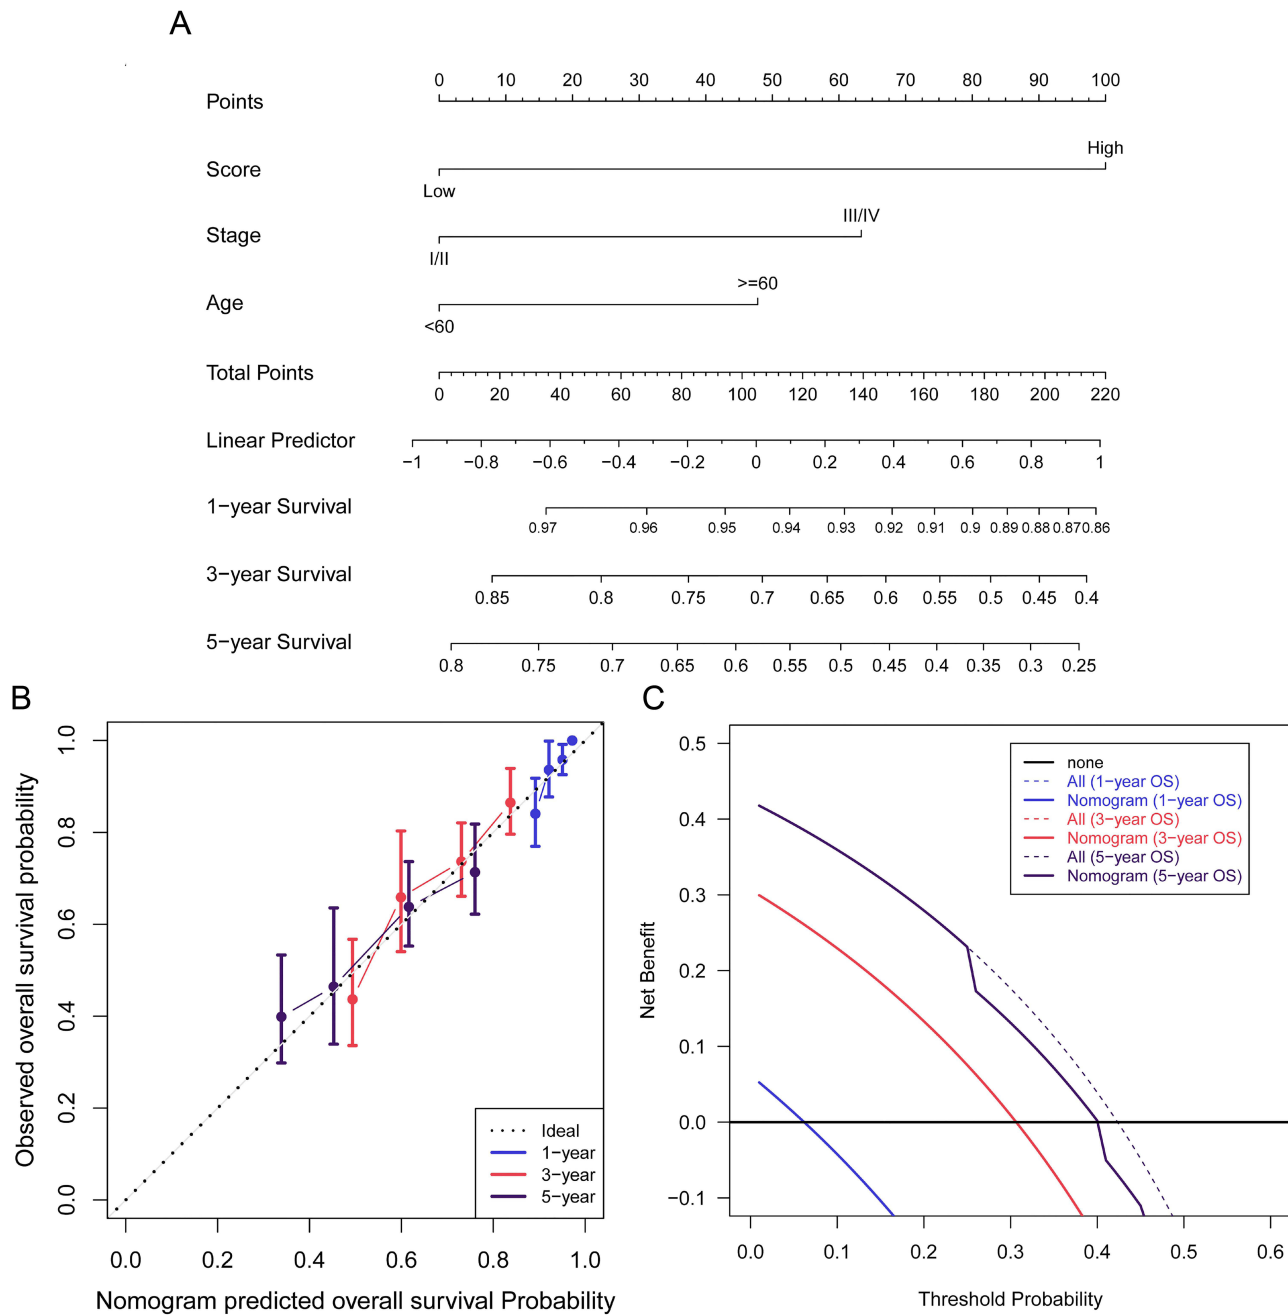 A
Points
0 10 20 30 40 50 60 70 80 90 100
Score
High
Low
Stage
III/IV
I/II
Age
>=60
<60
Total Points
0 20 40 60 80 100 120 140 160 180 200 220
Linear Predictor
−1 −0.8 −0.6 −0.4 −0.2 0 0.2 0.4 0.6 0.8 1
1−year Survival
0.97 0.96 0.95 0.94 0.93 0.92 0.91 0.9 0.89 0.88 0.87 0.86
3−year Survival
0.85 0.8 0.75 0.7 0.65 0.6 0.55 0.5 0.45 0.4
5−year Survival
0.8 0.75 0.7 0.65 0.6 0.55 0.5 0.45 0.4 0.35 0.3 0.25
B
Observed overall survival probability
1.0
0.8
0.6
0.4
0.2
0.0
Ideal
1−year
3−year
5−year
0.0 0.2 0.4 0.6 0.8 1.0
Nomogram predicted overall survival Probability
C
Net Benefit
0.5
0.4
0.3
0.2
0.1
0.0
−0.1
none
All (1−year OS)
Nomogram (1−year OS)
All (3−year OS)
Nomogram (3−year OS)
All (5−year OS)
Nomogram (5−year OS)
0.0 0.1 0.2 0.3 0.4 0.5 0.6
Threshold Probability